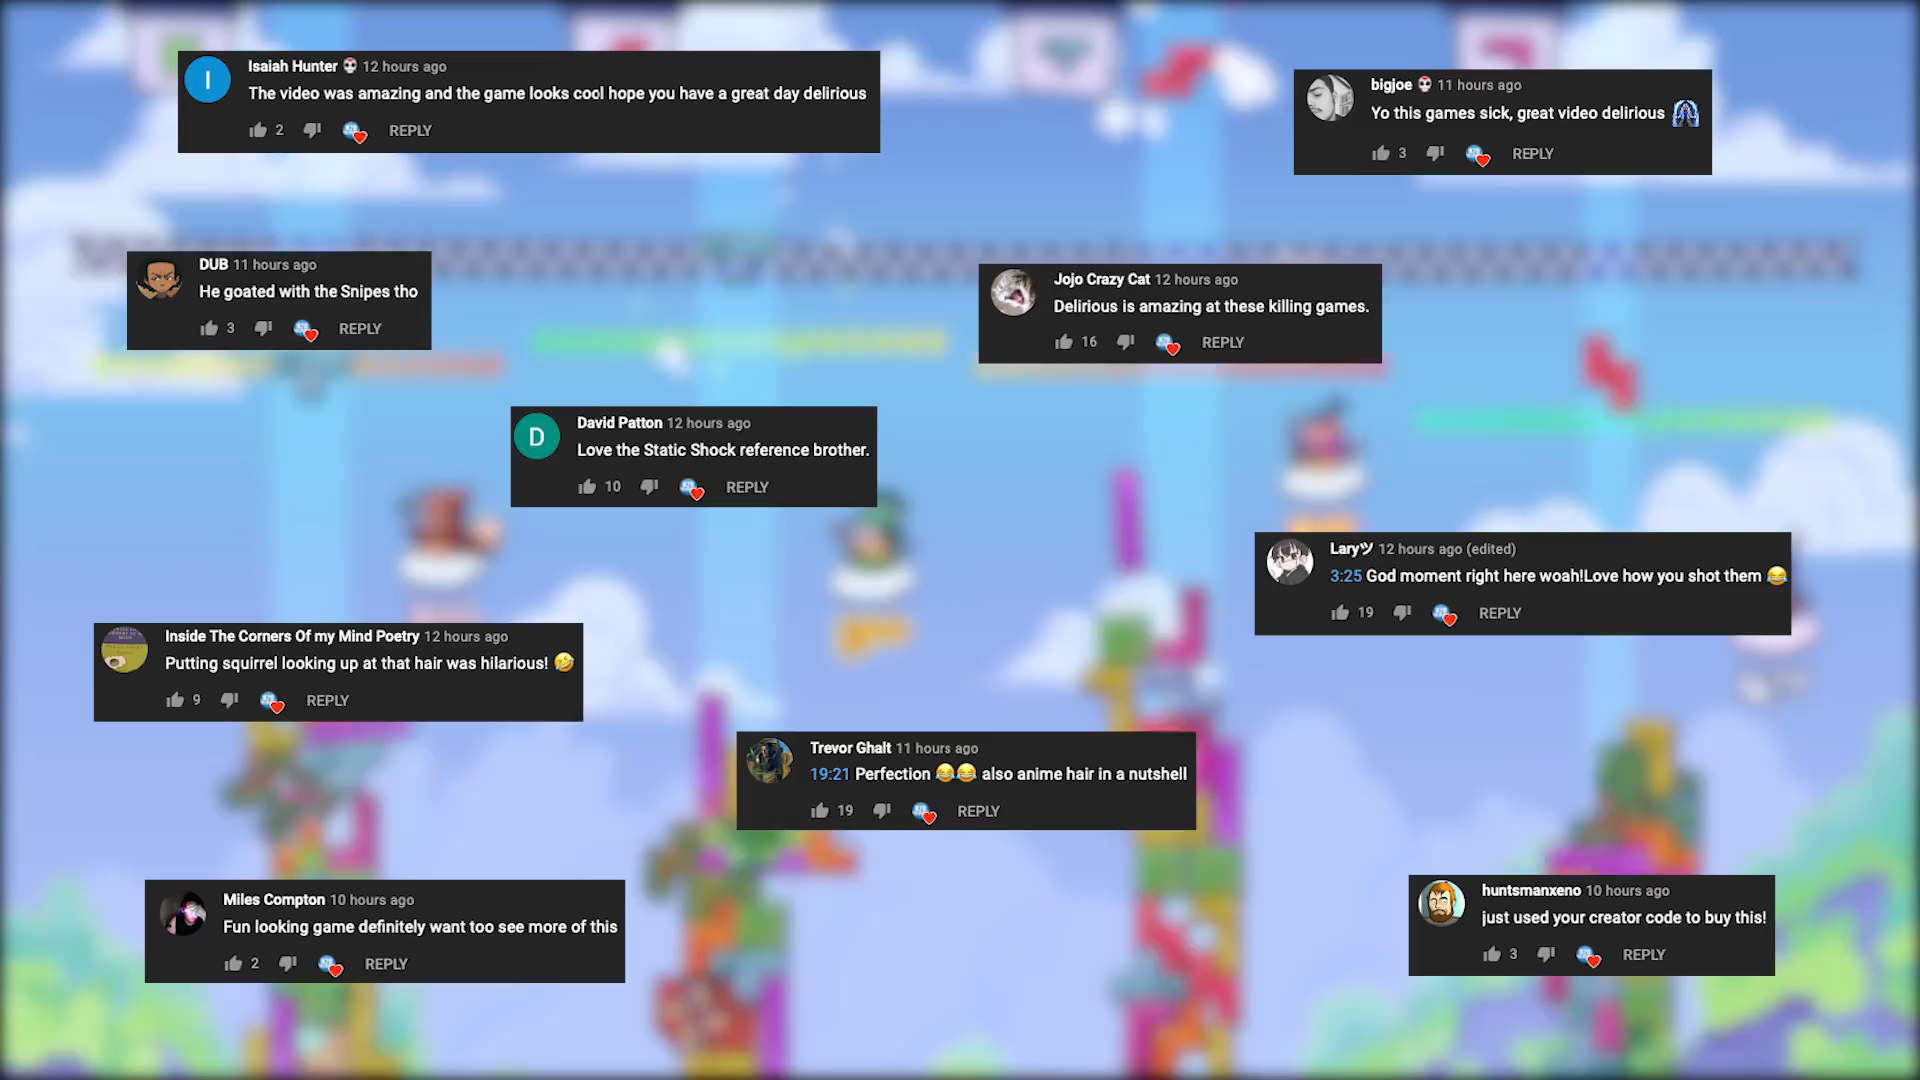 Isaiah Hunter 12 hours ago
The video was amazing and the game looks cool hope you have a great day delirious
2 REPLY
bigjoe 11 hours ago
Yo this games sick, great video delirious
3 REPLY
DUB 11 hours ago
He goated with the Snipes tho
3 REPLY
Jojo Crazy Cat 12 hours ago
Delirious is amazing at these killing games.
16 REPLY
David Patton 12 hours ago
Love the Static Shock reference brother.
10 REPLY
Laryツ 12 hours ago (edited)
3:25 God moment right here woah!Love how you shot them 😂
19 REPLY
Inside The Corners Of my Mind Poetry 12 hours ago
Putting squirrel looking up at that hair was hilarious! 🤣
9 REPLY
Trevor Ghalt 11 hours ago
19:21 Perfection 😂😂 also anime hair in a nutshell
19 REPLY
Miles Compton 10 hours ago
Fun looking game definitely want too see more of this
2 REPLY
huntsmanxeno 10 hours ago
just used your creator code to buy this!
3 REPLY